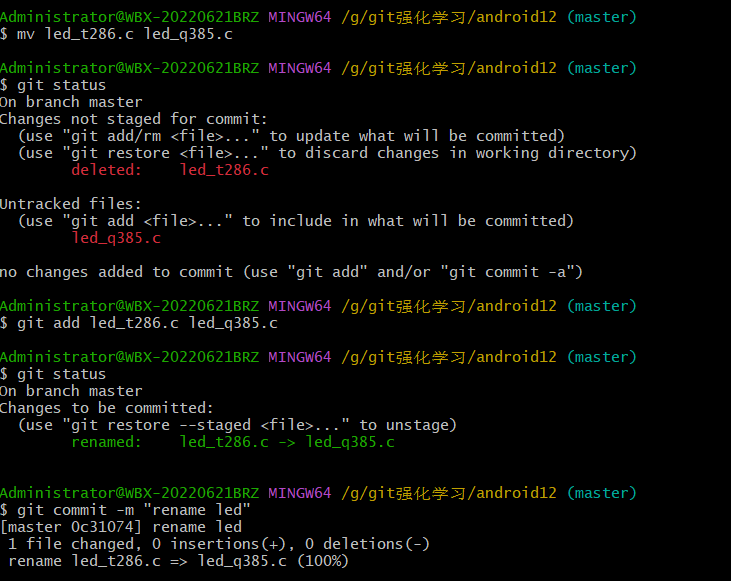 Administrator@WBX-20220621BRZ MINGW64 /g/git强化学习/android12 (master)
$ mv led_t286.c led_q385.c
Administrator@WBX-20220621BRZ MINGW64 /g/git强化学习/android12 (master)
$ git status
On branch master
Changes not staged for commit:
  (use "git add/rm <file>..." to update what will be committed)
  (use "git restore <file>..." to discard changes in working directory)
        deleted:    led_t286.c
Untracked files:
  (use "git add <file>..." to include in what will be committed)
        led_q385.c
no changes added to commit (use "git add" and/or "git commit -a")
Administrator@WBX-20220621BRZ MINGW64 /g/git强化学习/android12 (master)
$ git add led_t286.c led_q385.c
Administrator@WBX-20220621BRZ MINGW64 /g/git强化学习/android12 (master)
$ git status
On branch master
Changes to be committed:
  (use "git restore --staged <file>..." to unstage)
        renamed:    led_t286.c -> led_q385.c
Administrator@WBX-20220621BRZ MINGW64 /g/git强化学习/android12 (master)
$ git commit -m "rename led"
[master 0c31074] rename led
 1 file changed, 0 insertions(+), 0 deletions(-)
 rename led_t286.c => led_q385.c (100%)